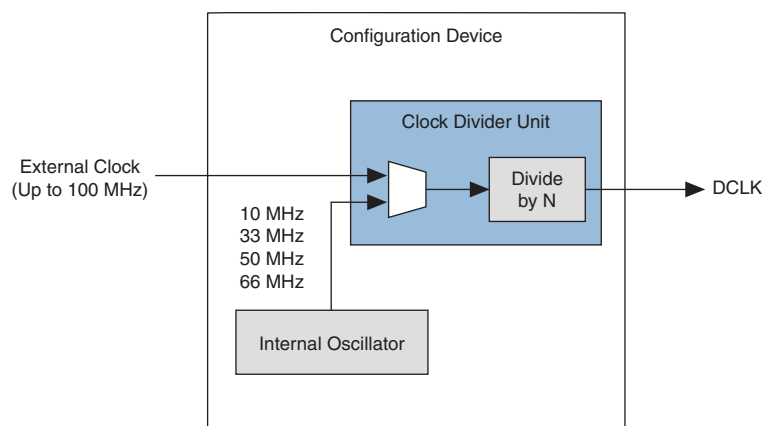 Configuration Device
Clock Divider Unit
External Clock
(Up to 100 MHz)
Divide
by N
DCLK
10 MHz
33 MHz
50 MHz
66 MHz
Internal Oscillator